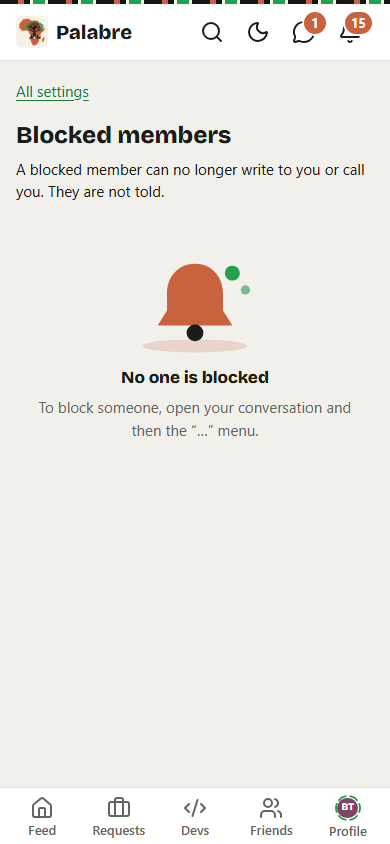 Palabre
1
15
All settings
Blocked members
A blocked member can no longer write to you or call
you. They are not told.
No one is blocked
To block someone, open your conversation and
then the “…” menu.
Feed
Requests
Devs
Friends
BT
Profile